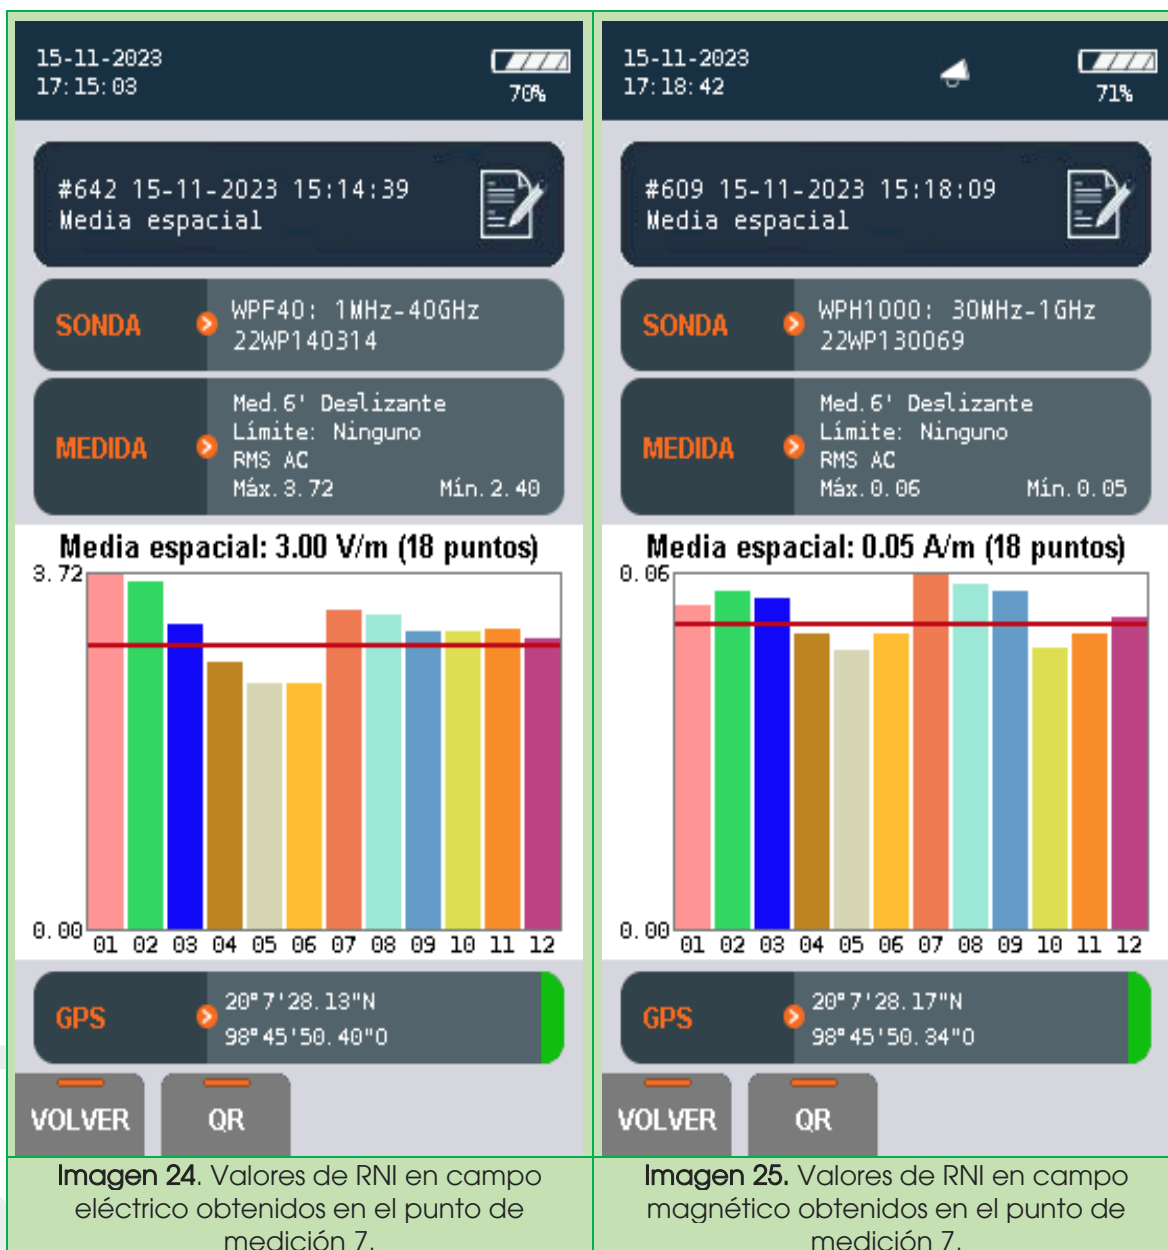 15-11-2023
17:15:03
70%
#642 15-11-2023 15:14:39
Media espacial
SONDA
WPF40: 1MHz-40GHz
22WP140314
MEDIDA
Med.6' Deslizante
Límite: Ninguno
RMS AC
Máx.3.72 Mín.2.40
Media espacial: 3.00 V/m (18 puntos)
3.72
0.00
01 02 03 04 05 06 07 08 09 10 11 12
GPS
20°7'28.13"N
98°45'50.40"O
VOLVER QR
Imagen 24. Valores de RNI en campo
eléctrico obtenidos en el punto de
medición 7.
15-11-2023
17:18:42
71%
#609 15-11-2023 15:18:09
Media espacial
SONDA
WPH1000: 30MHz-1GHz
22WP130069
MEDIDA
Med.6' Deslizante
Límite: Ninguno
RMS AC
Máx.0.06 Mín.0.05
Media espacial: 0.05 A/m (18 puntos)
0.06
0.00
01 02 03 04 05 06 07 08 09 10 11 12
GPS
20°7'28.17"N
98°45'50.34"O
VOLVER QR
Imagen 25. Valores de RNI en campo
magnético obtenidos en el punto de
medición 7.